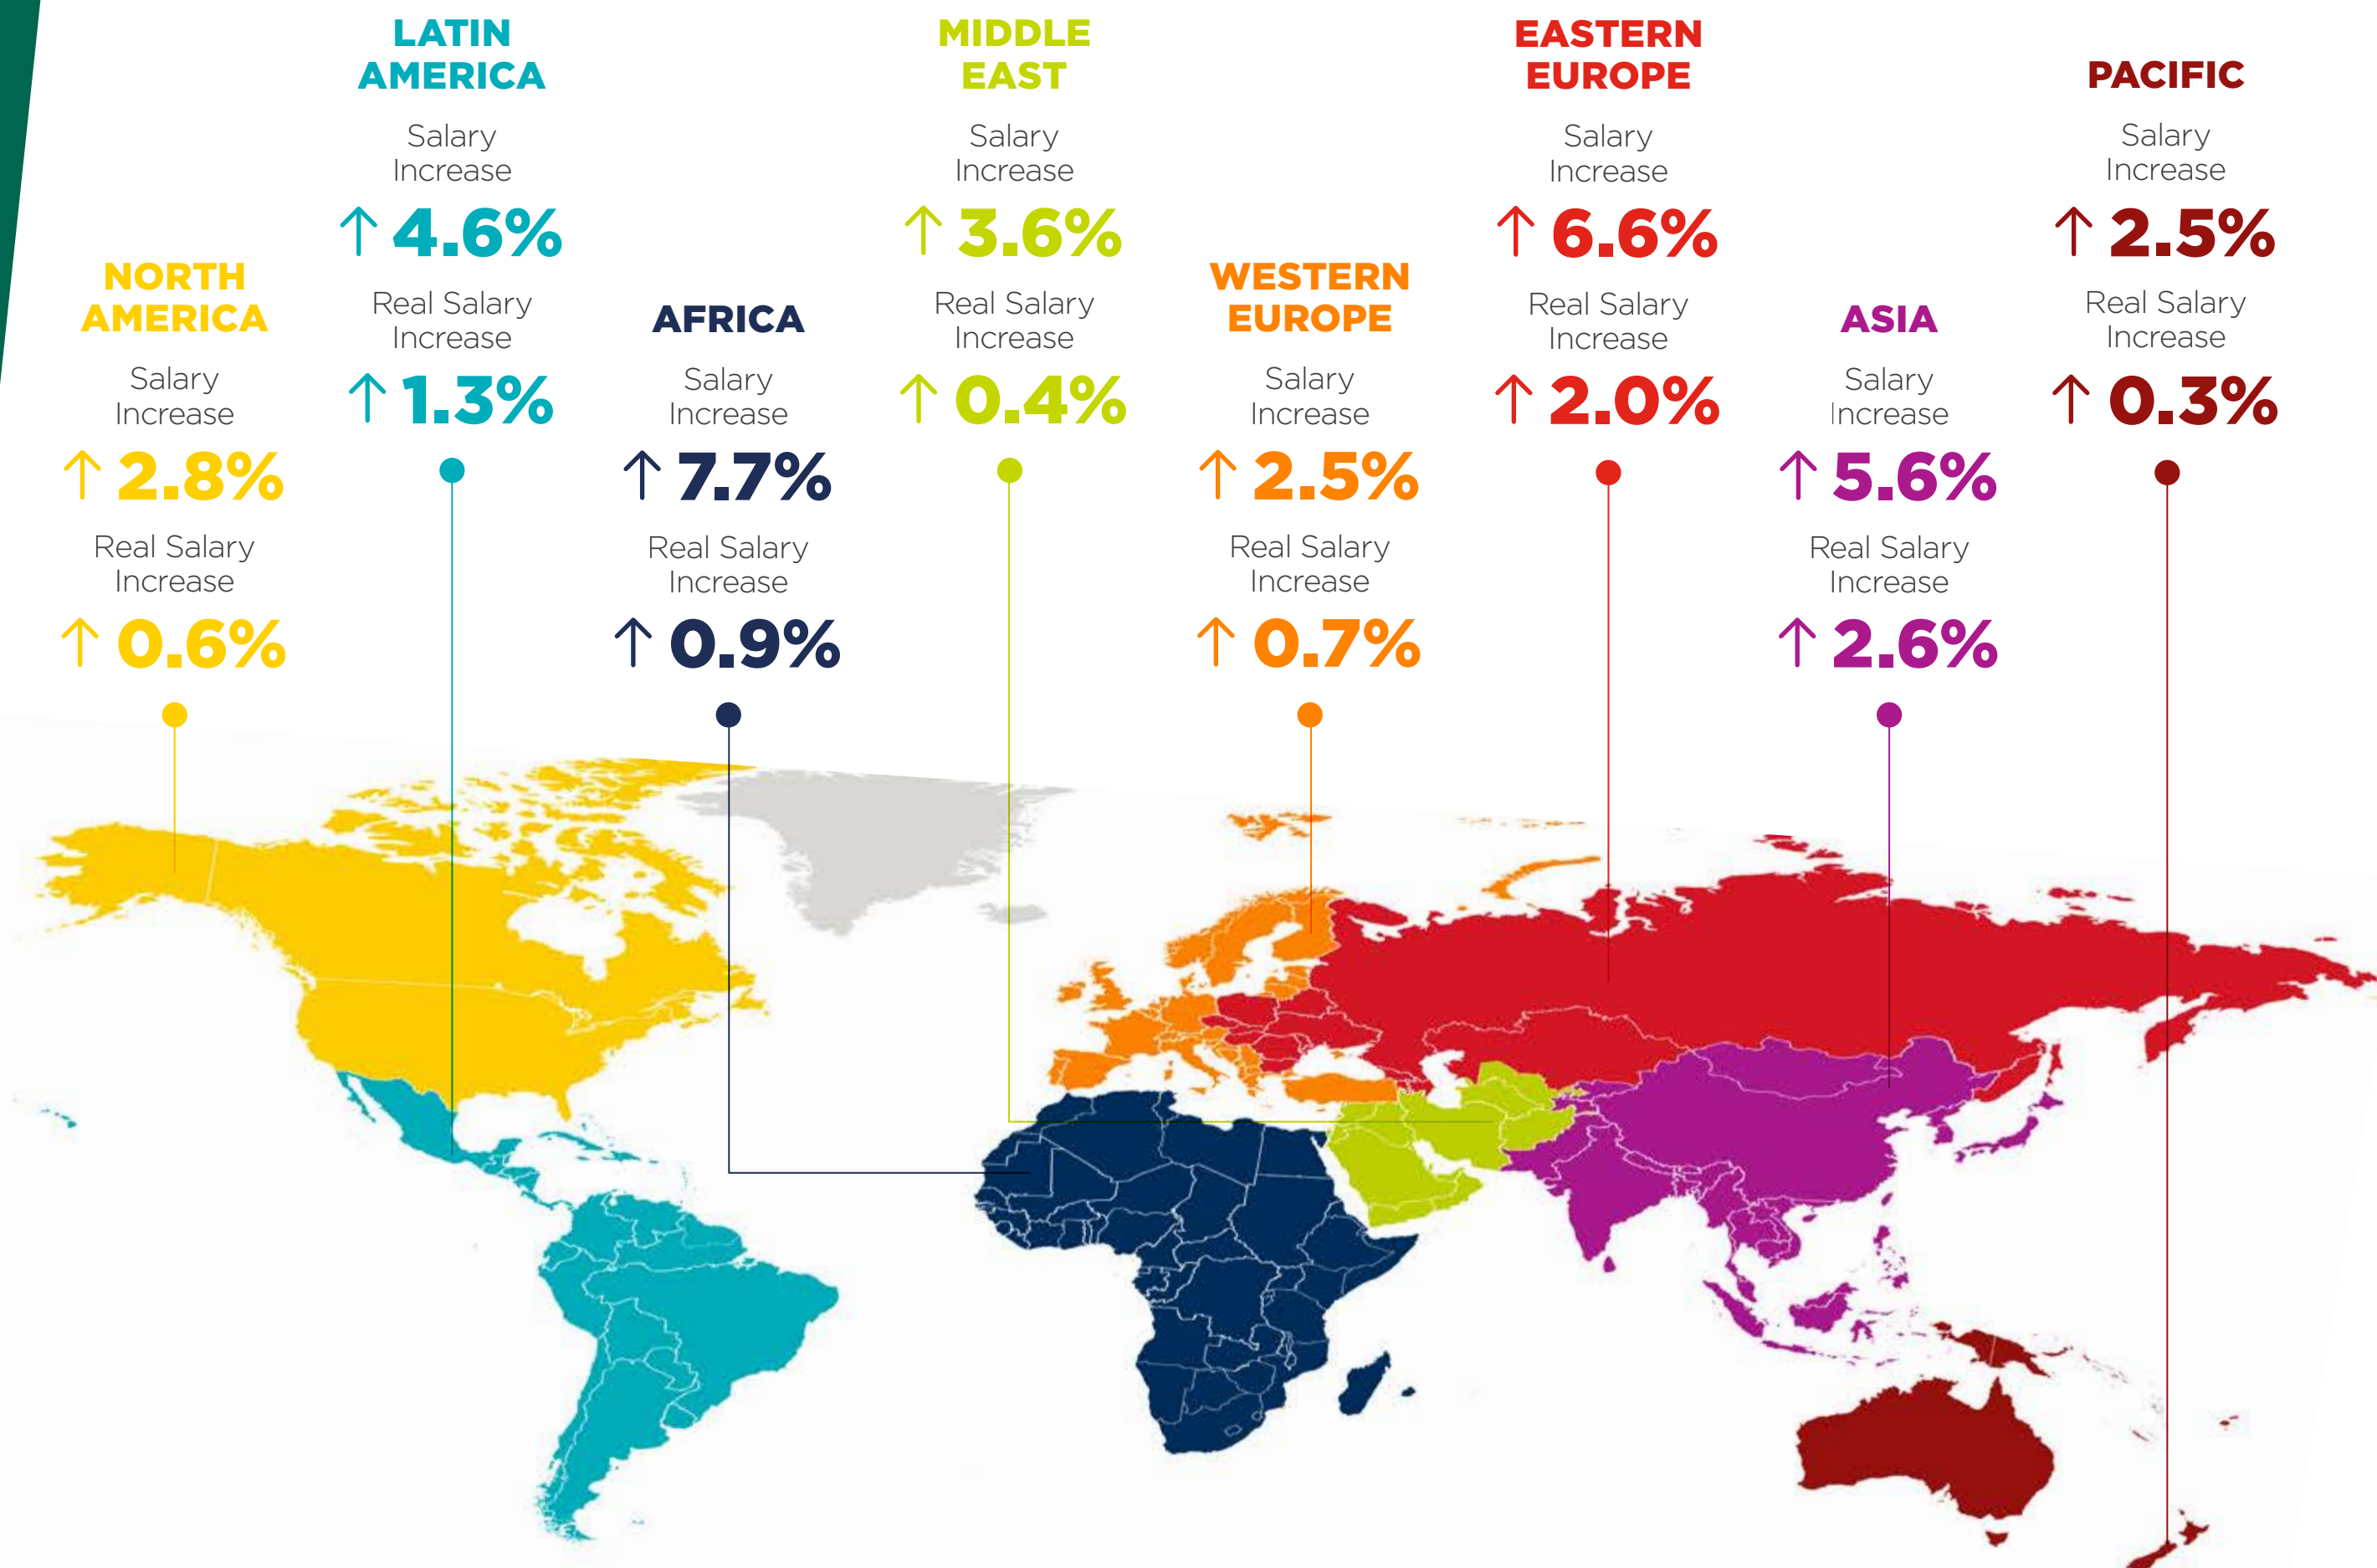 NORTH
AMERICA
Salary
Increase
↑ 2.8%
Real Salary
Increase
↑ 0.6%
LATIN
AMERICA
Salary
Increase
↑ 4.6%
Real Salary
Increase
↑ 1.3%
AFRICA
Salary
Increase
↑ 7.7%
Real Salary
Increase
↑ 0.9%
MIDDLE
EAST
Salary
Increase
↑ 3.6%
Real Salary
Increase
↑ 0.4%
WESTERN
EUROPE
Salary
Increase
↑ 2.5%
Real Salary
Increase
↑ 0.7%
EASTERN
EUROPE
Salary
Increase
↑ 6.6%
Real Salary
Increase
↑ 2.0%
ASIA
Salary
Increase
↑ 5.6%
Real Salary
Increase
↑ 2.6%
PACIFIC
Salary
Increase
↑ 2.5%
Real Salary
Increase
↑ 0.3%